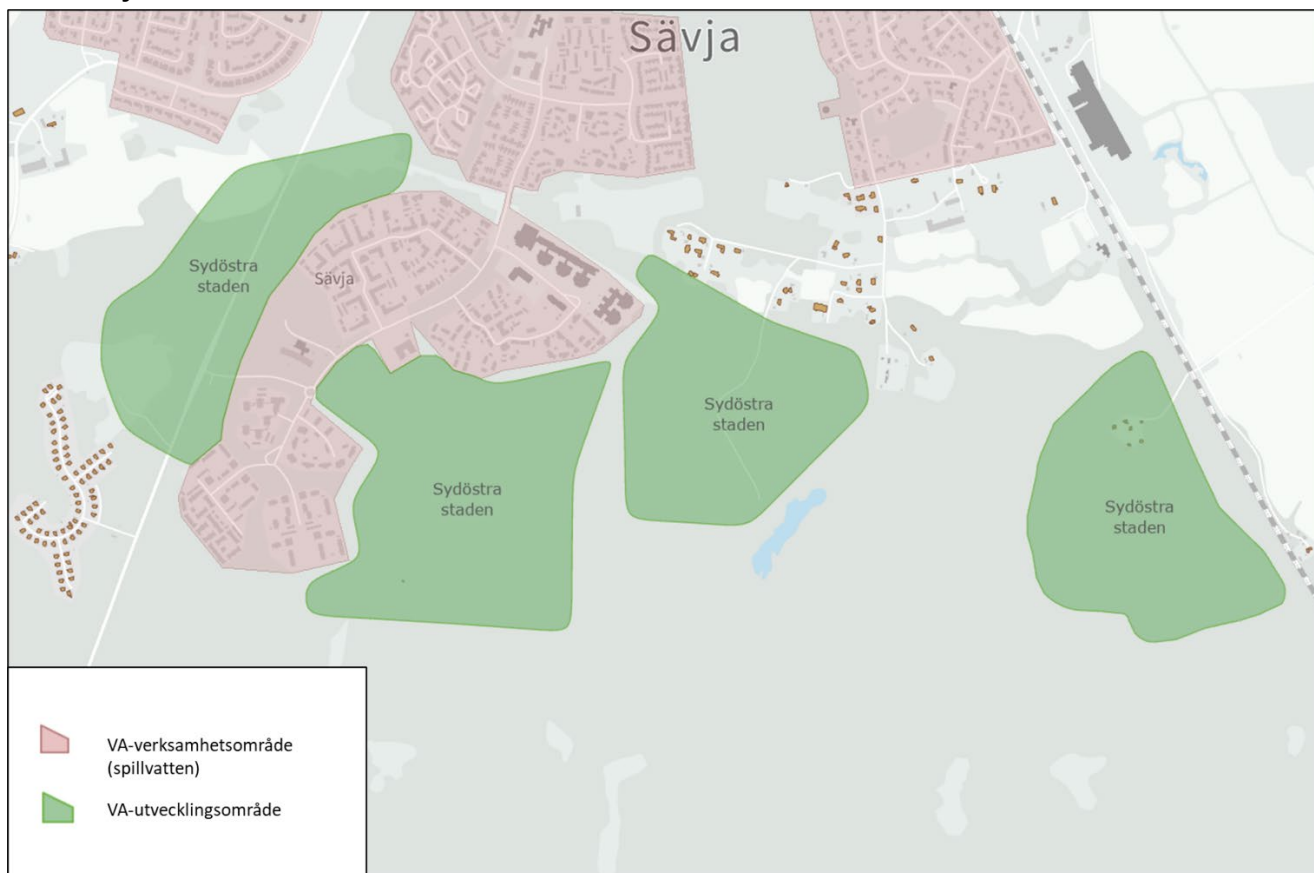 Sävja
Sydöstra
staden
Sävja
Sydöstra
staden
Sydöstra
staden
Sydöstra
staden
VA-verksamhetsområde
(spillvatten)
VA-utvecklingsområde